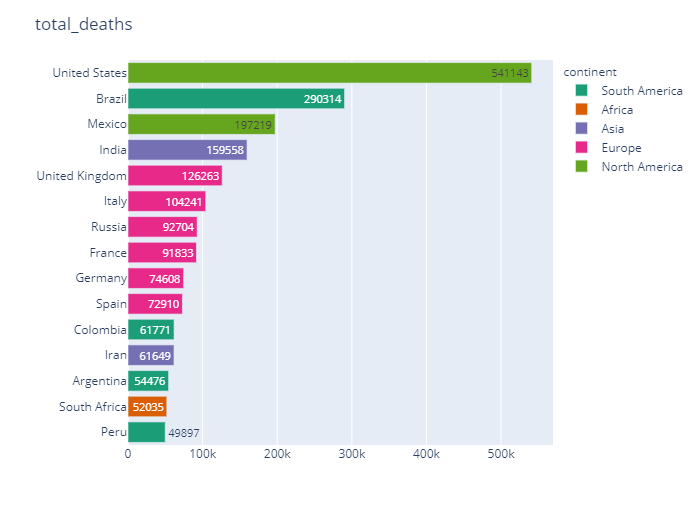 total_deaths
United States 541143
Brazil 290314
Mexico 197219
India 159558
United Kingdom 126263
Italy 104241
Russia 92704
France 91833
Germany 74608
Spain 72910
Colombia 61771
Iran 61649
Argentina 54476
South Africa 52035
Peru 49897
0 100k 200k 300k 400k 500k
continent
South America
Africa
Asia
Europe
North America